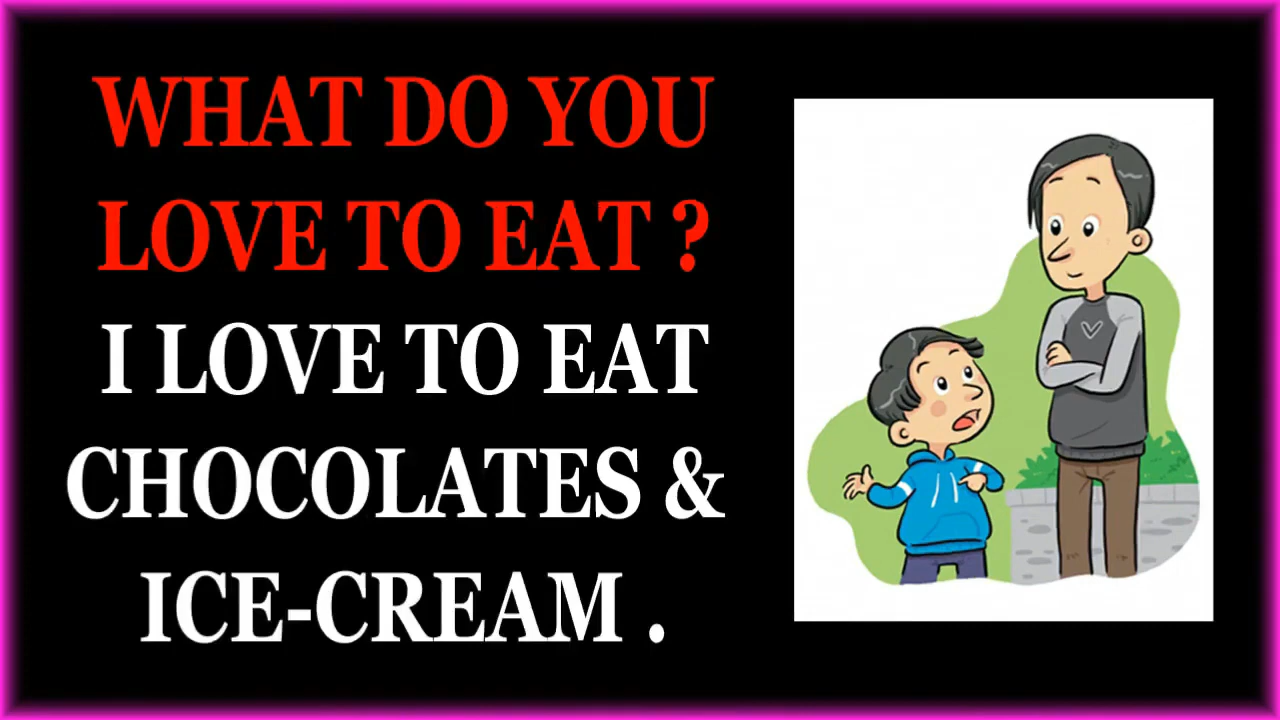 WHAT DO YOU
LOVE TO EAT ?
I LOVE TO EAT
CHOCOLATES &
ICE-CREAM .